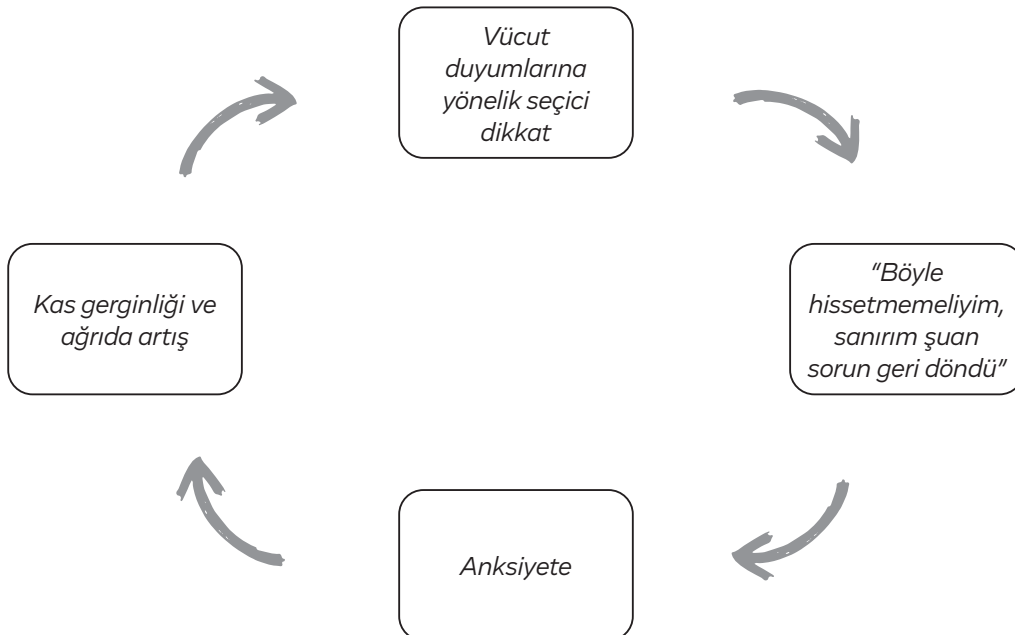 Vücut
duyumlarına
yönelik seçici
dikkat
“Böyle
hissetmemeliyim,
sanırım şuan
sorun geri döndü”
Anksiyete
Kas gerginliği ve
ağrıda artış